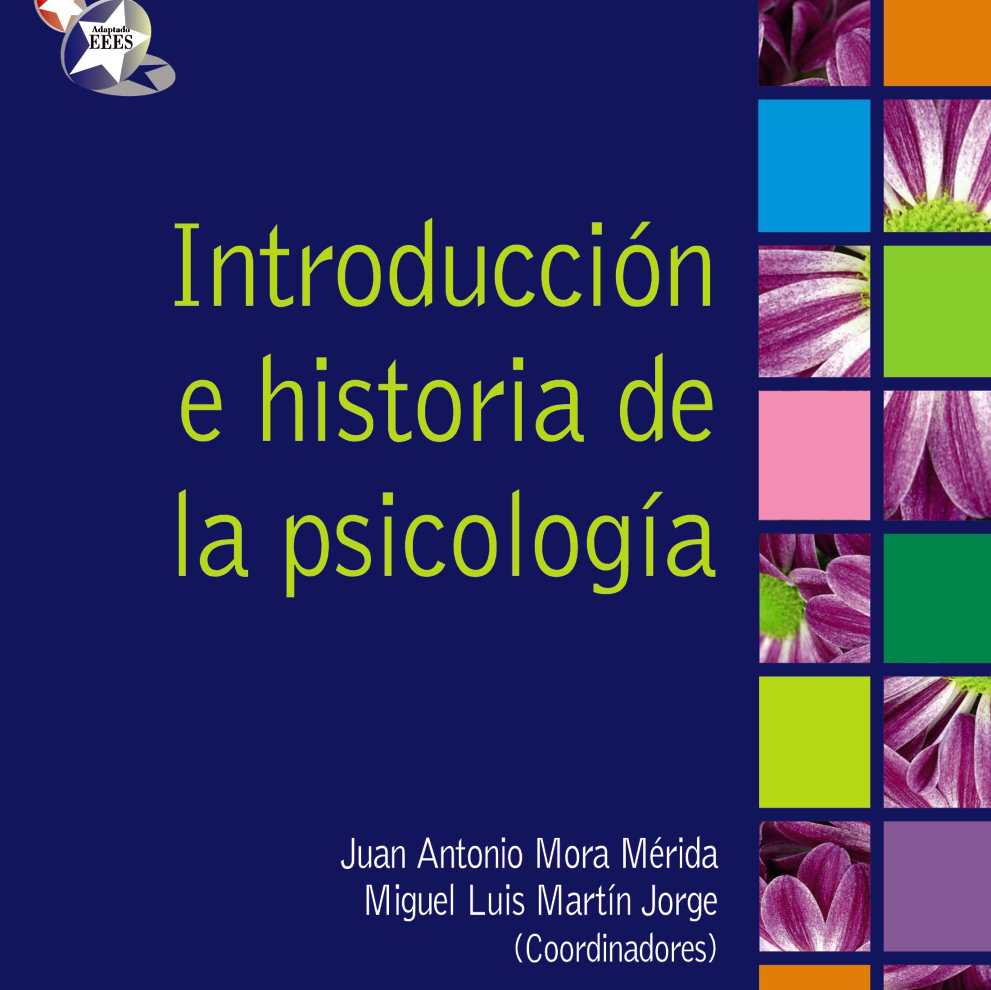 Adaptado
EEES
Introducción
e historia de
la psicología
Juan Antonio Mora Mérida
Miguel Luis Martín Jorge
(Coordinadores)